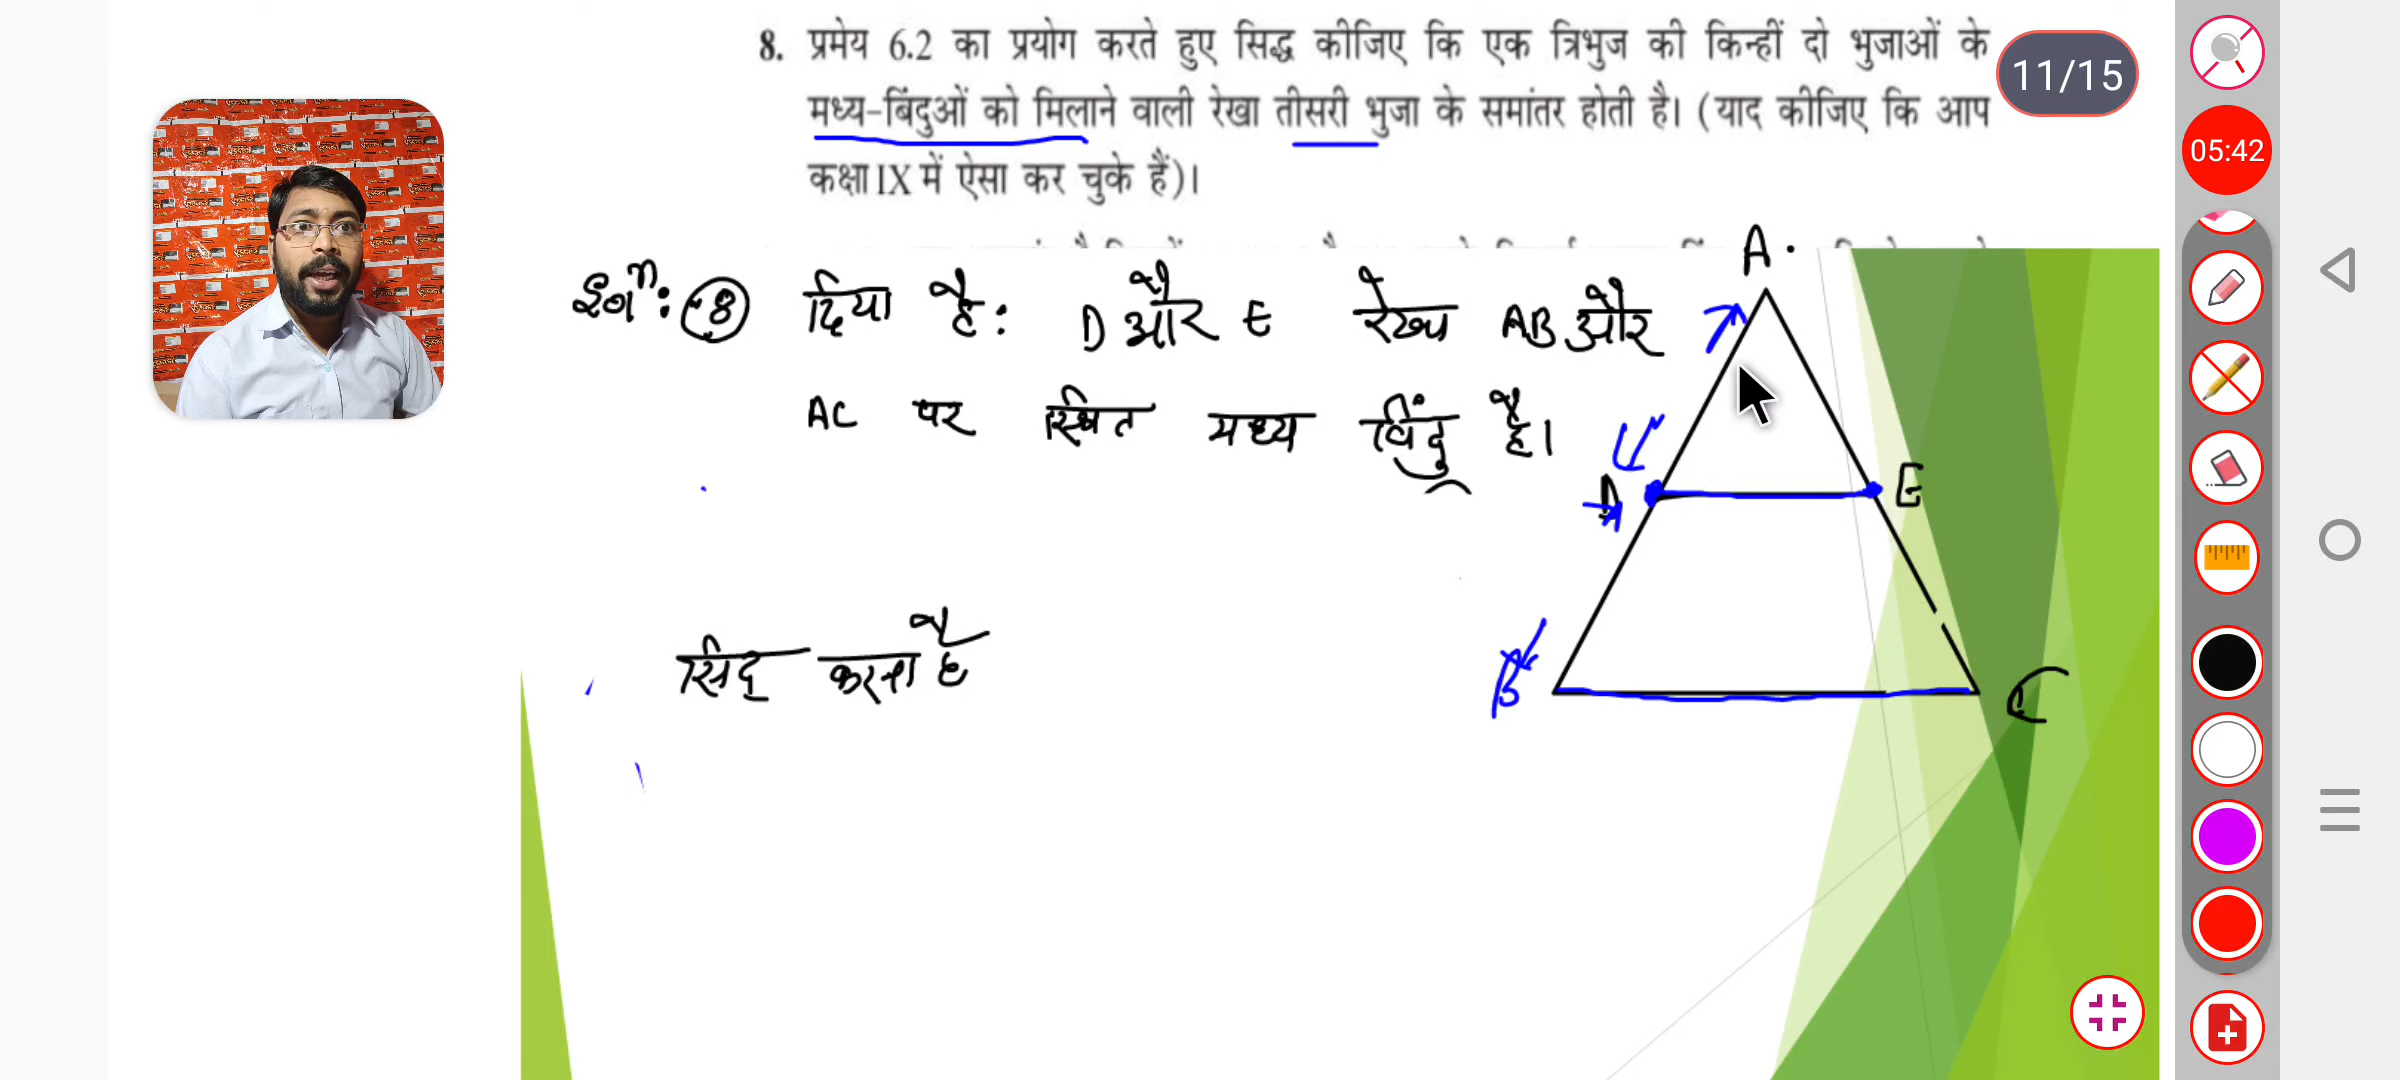 8. प्रमेय 6.2 का प्रयोग करते हुए सिद्ध कीजिए कि एक त्रिभुज की किन्हीं दो भुजाओं के
मध्य-बिंदुओं को मिलाने वाली रेखा तीसरी भुजा के समांतर होती है। (याद कीजिए कि आप
कक्षा IX में ऐसा कर चुके हैं)।
11/15
05:42
Solⁿ: 8 दिया है: D और E रेखा AB और
AC पर स्थित मध्य बिंदु है।
सिद्ध करना है
A
D
E
B
C